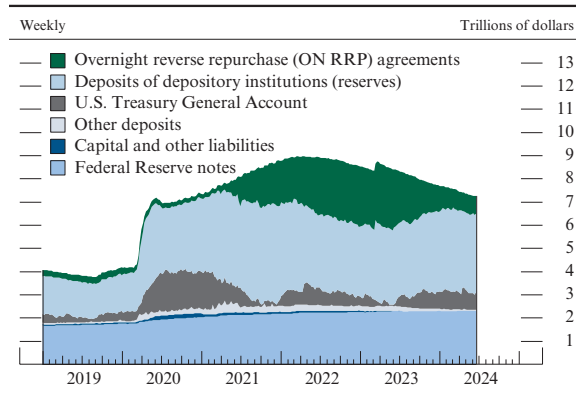 Weekly
Trillions of dollars
Overnight reverse repurchase (ON RRP) agreements
Deposits of depository institutions (reserves)
U.S. Treasury General Account
Other deposits
Capital and other liabilities
Federal Reserve notes
13
12
11
10
9
8
7
6
5
4
3
2
1
2019 2020 2021 2022 2023 2024